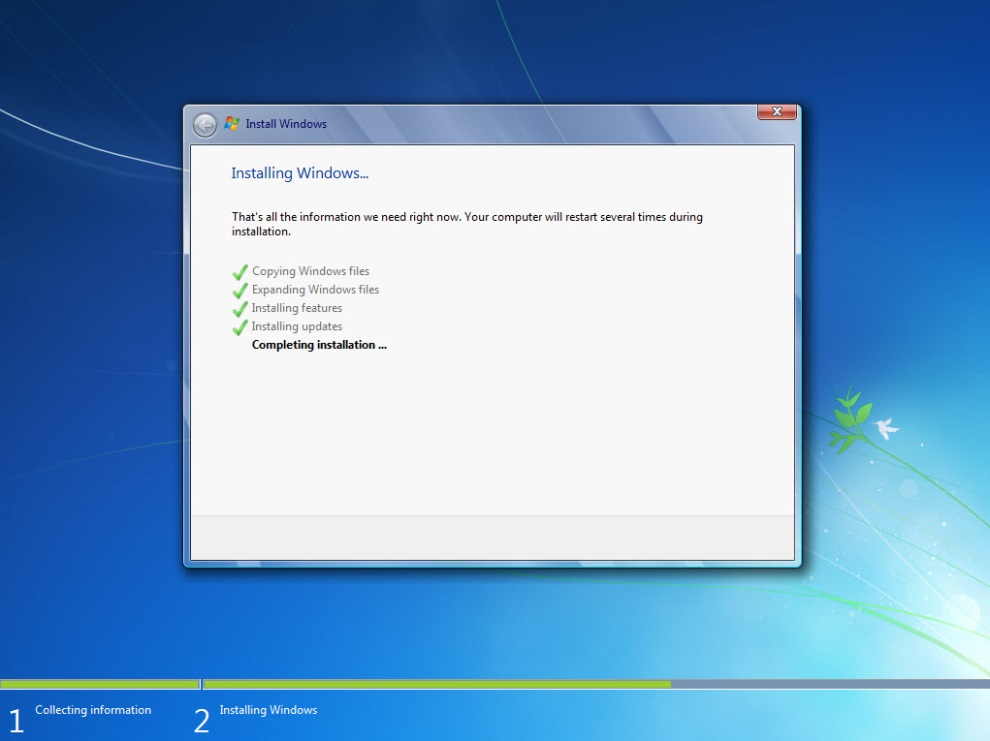 Install Windows
Installing Windows...
That's all the information we need right now. Your computer will restart several times during
installation.
Copying Windows files
Expanding Windows files
Installing features
Installing updates
Completing installation ...
1 Collecting information
2 Installing Windows